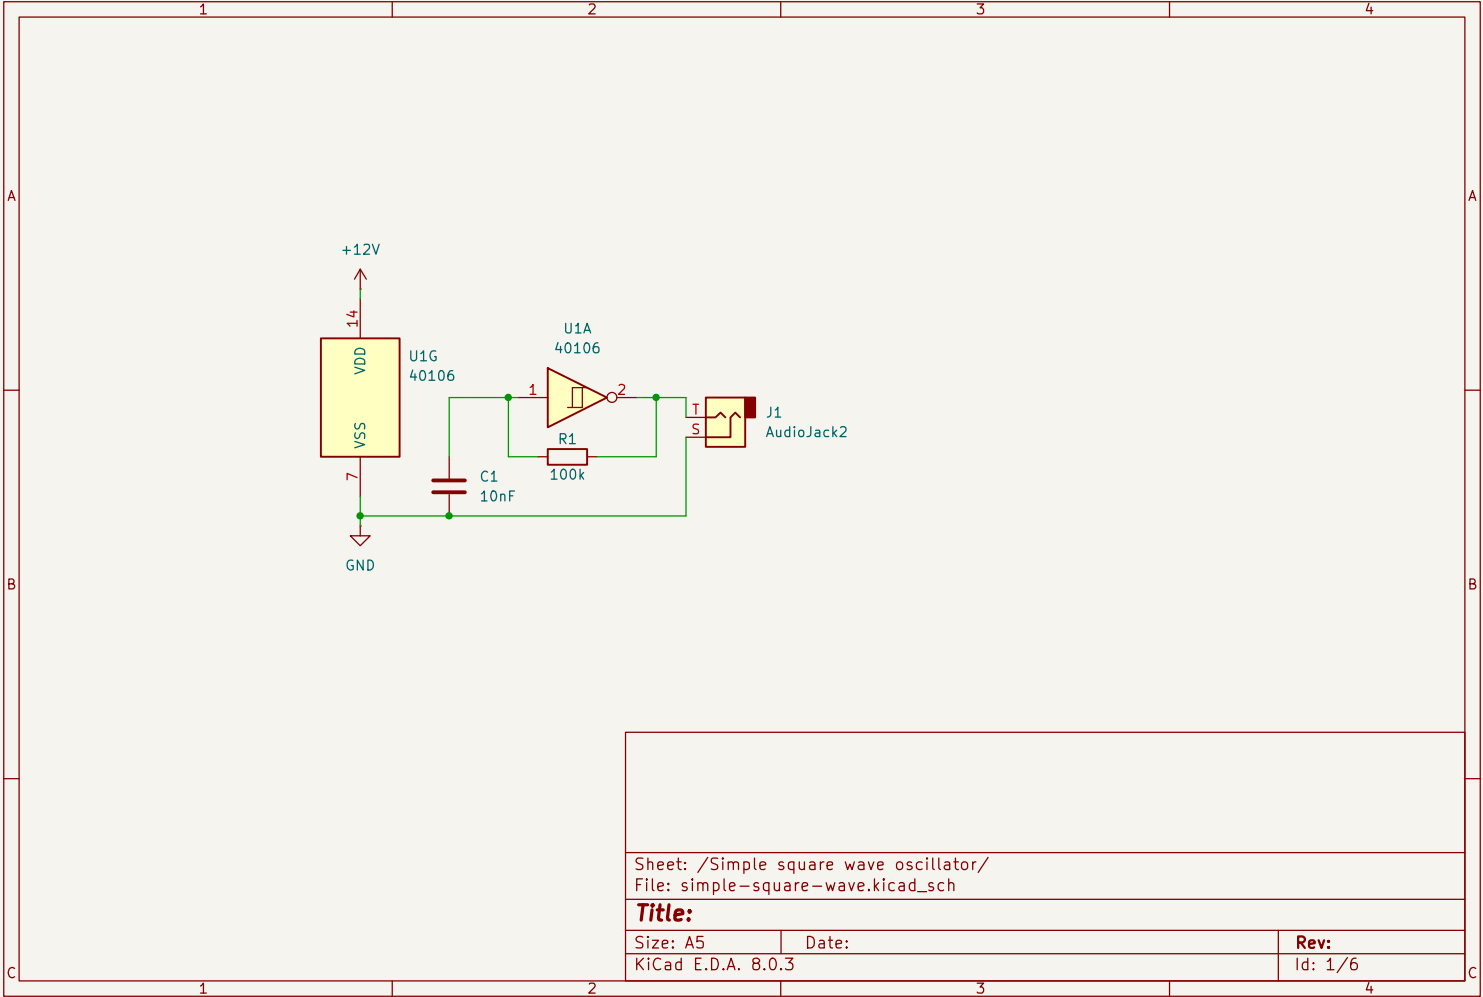 1 2 3 4
A A
+12V
14
VDD
U1G
40106
VSS
7
GND
U1A
40106
1 2
R1
100k
C1
10nF
T
S
J1
AudioJack2
B B
Sheet: /Simple square wave oscillator/
File: simple-square-wave.kicad_sch
Title:
Size: A5 Date: Rev:
KiCad E.D.A. 8.0.3 Id: 1/6
C C
1 2 3 4